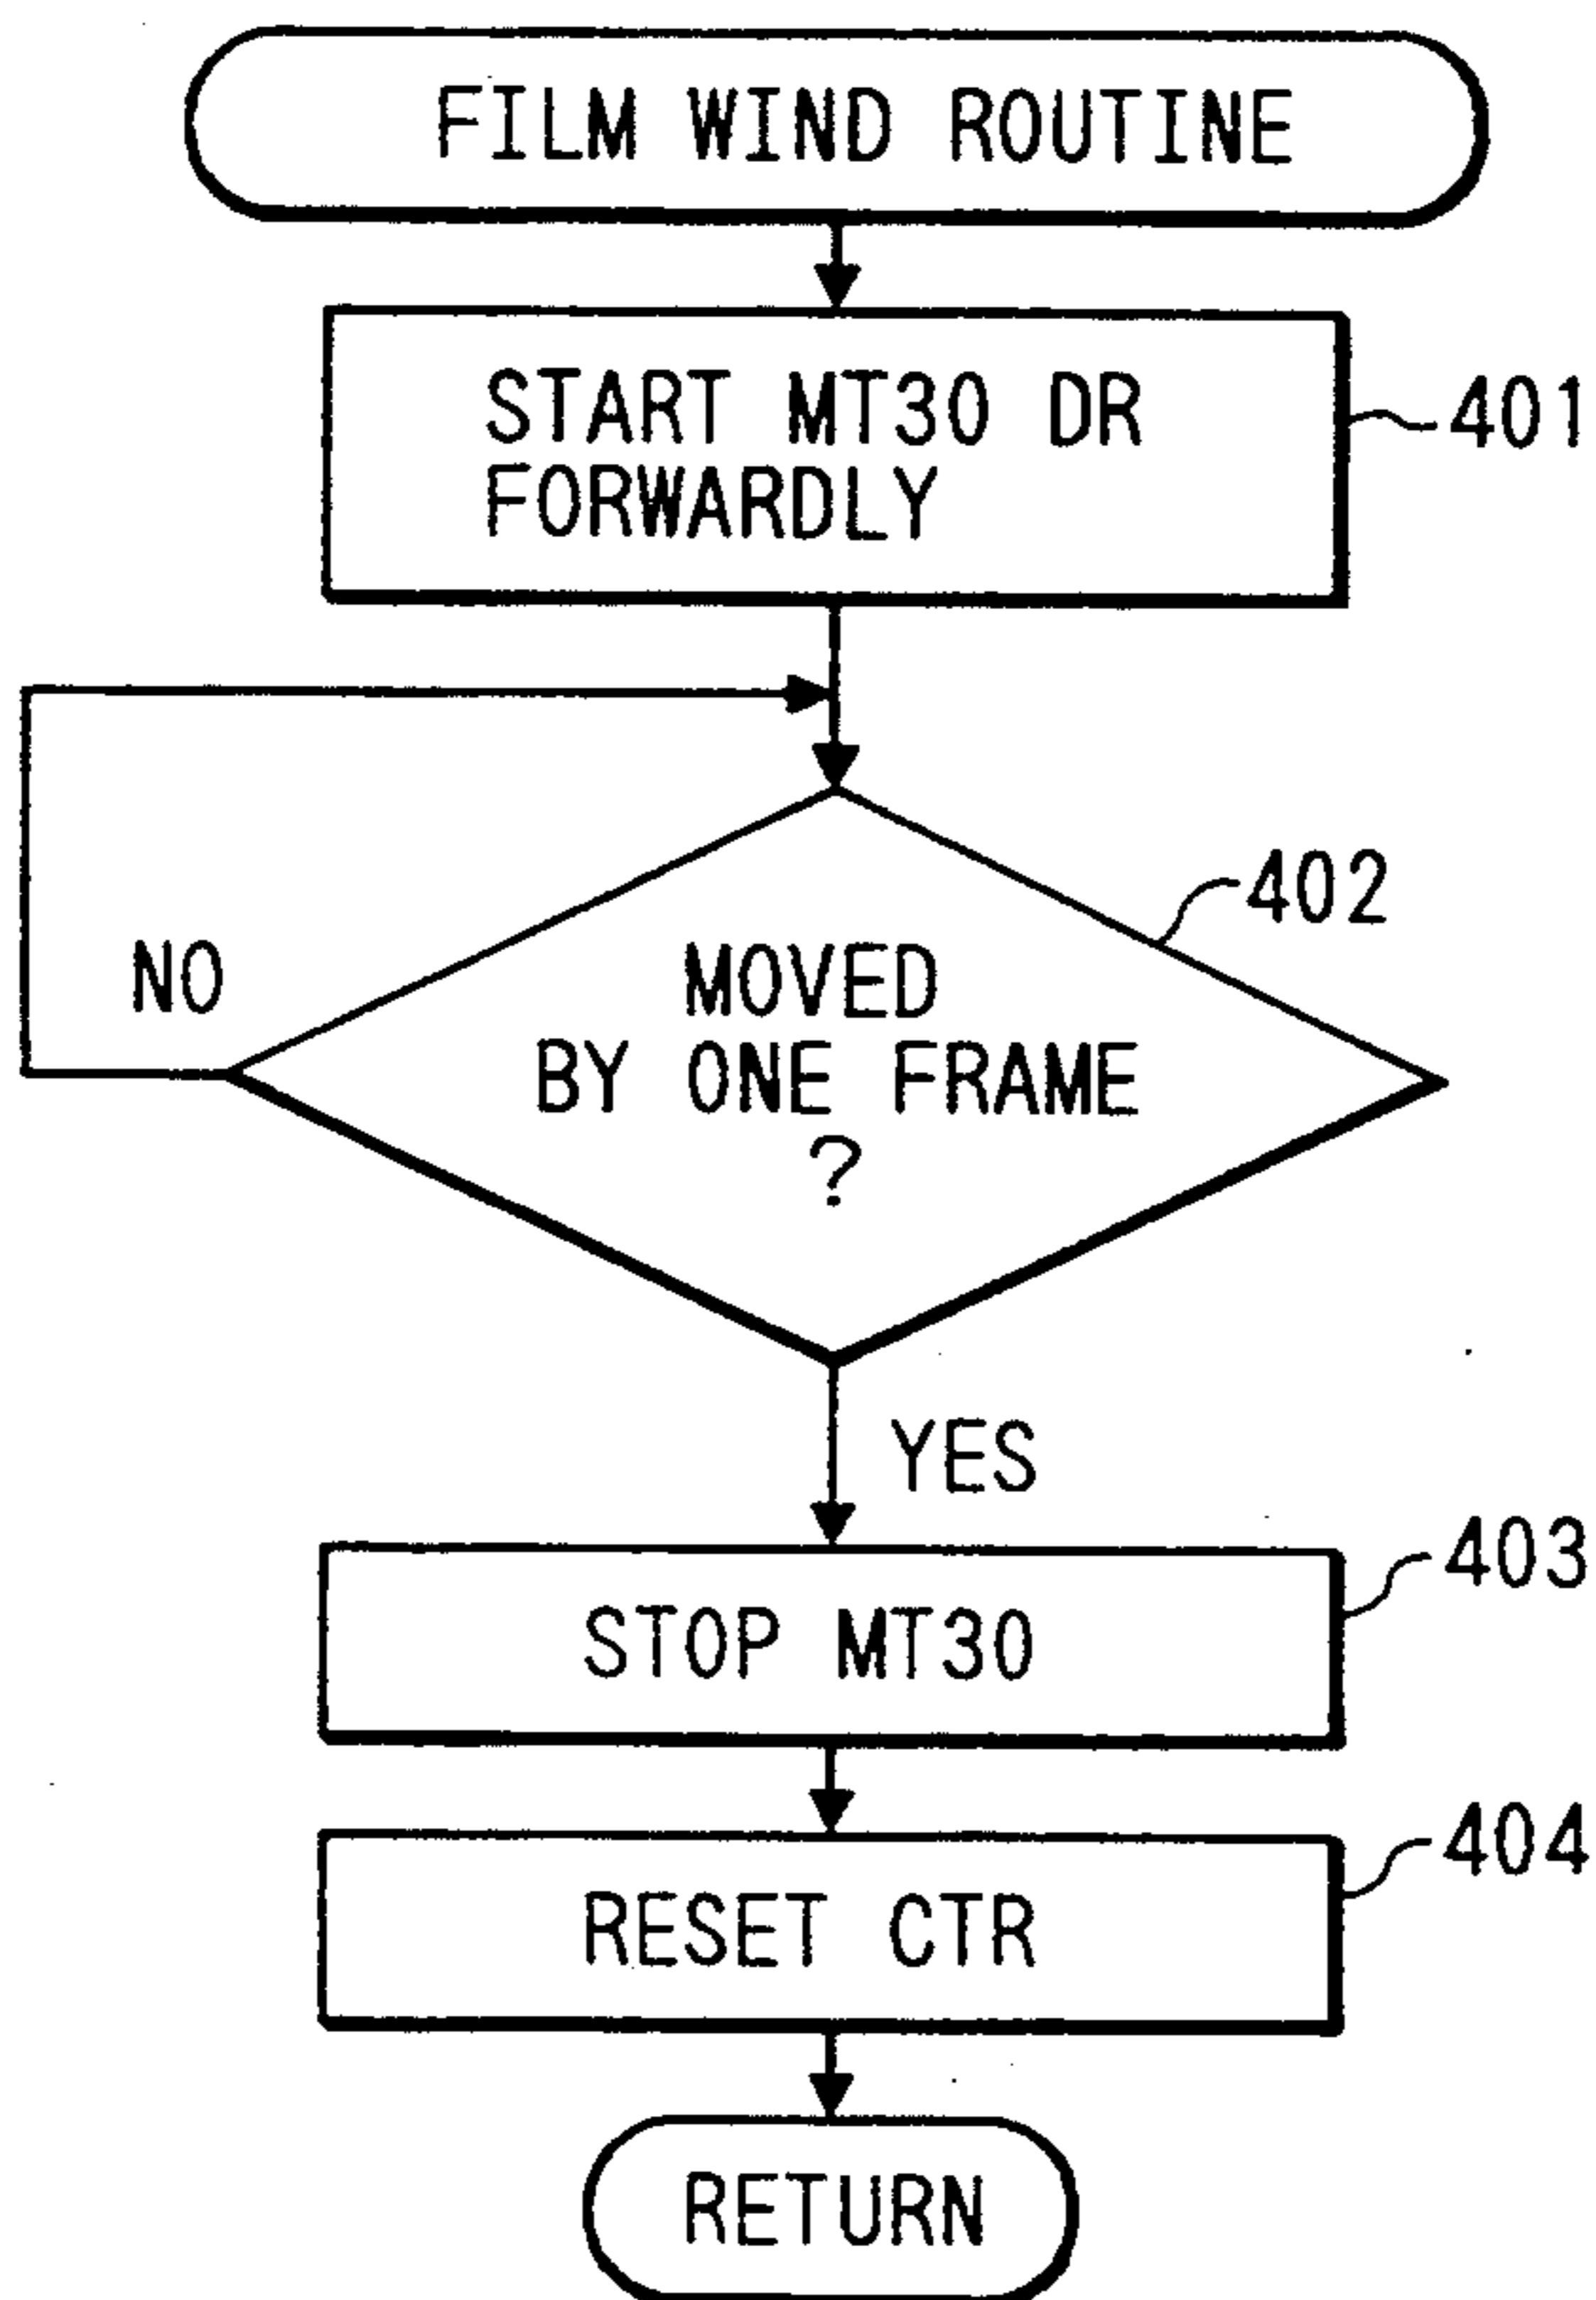 FILM WIND ROUTINE
START MT30 DR
FORWARDLY
401
402
NO
MOVED
BY ONE FRAME
?
YES
403
STOP MT30
404
RESET CTR
RETURN